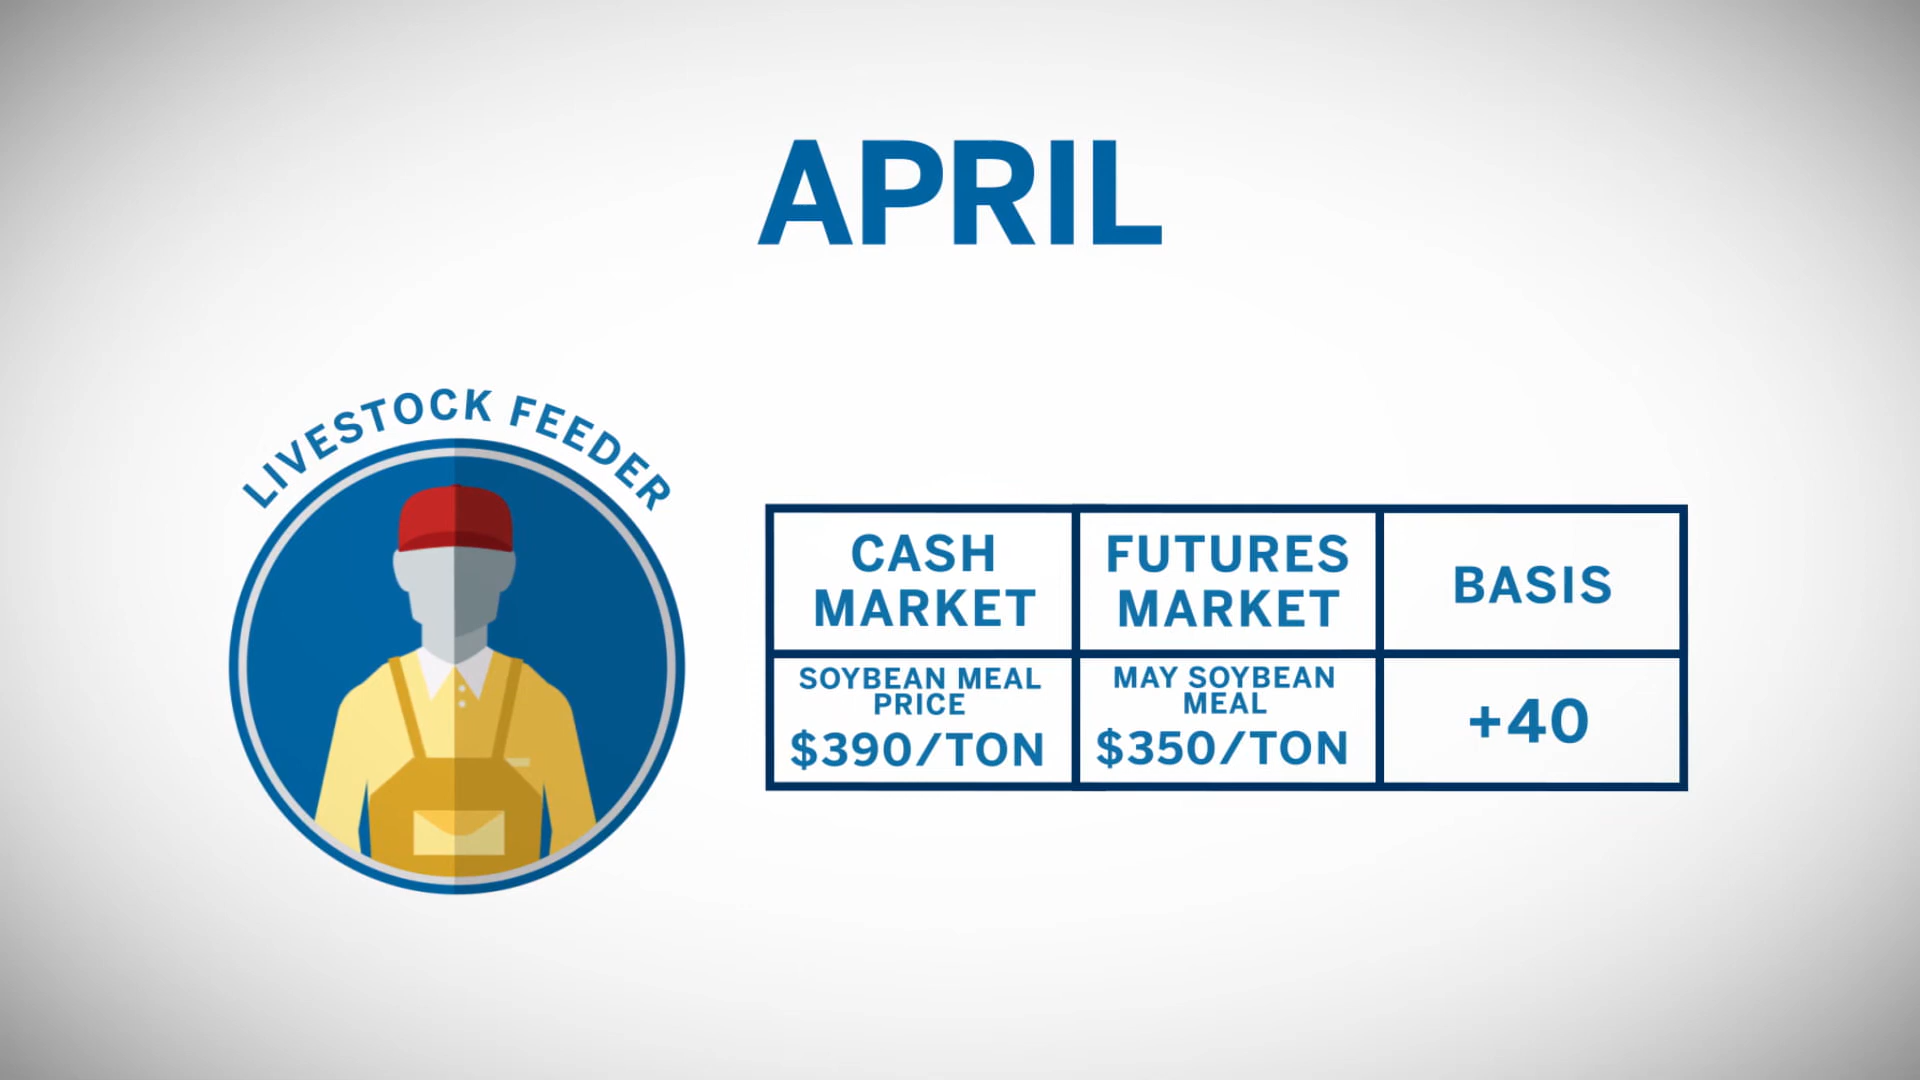 APRIL
LIVESTOCK FEEDER
CASH
MARKET
FUTURES
MARKET
BASIS
SOYBEAN MEAL
PRICE
$390/TON
MAY SOYBEAN
MEAL
$350/TON
+40